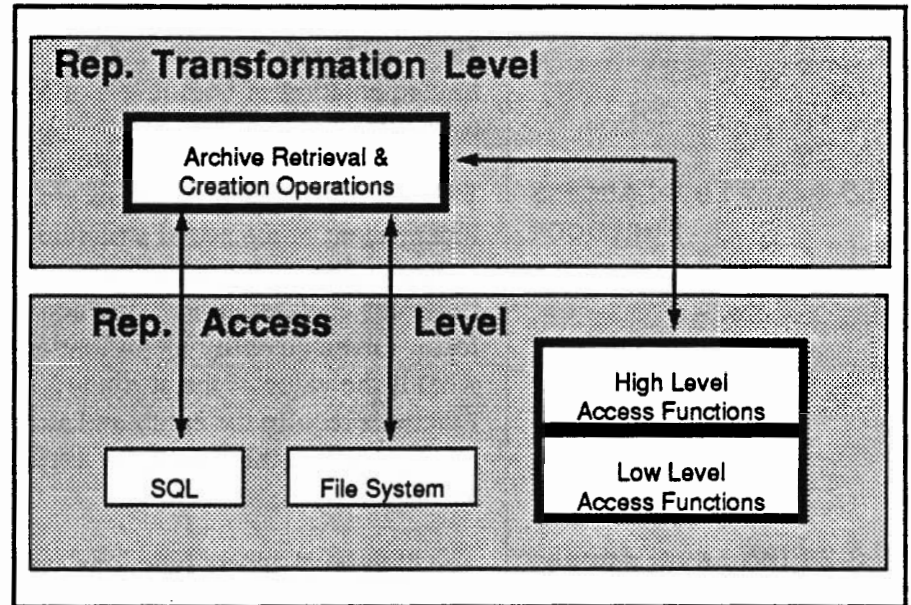 Rep. Transformation Level
Archive Retrieval &
Creation Operations
Rep. Access Level
High Level
Access Functions
Low Level
Access Functions
SQL
File System